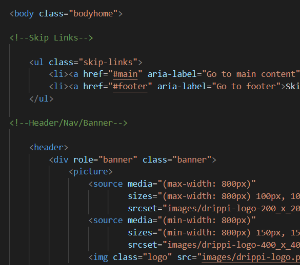 <body class="bodyhome">
<!--Skip Links-->
<ul class="skip-links">
<li><a href="#main" aria-label="Go to main content"
<li><a href="#footer" aria-label="Go to footer">Ski
</ul>
<!--Header/Nav/Banner-->
<header>
<div role="banner" class="banner">
<picture>
<source media="(max-width: 800px)"
sizes="(max-width: 800px) 100px, 10
srcset="images/drippi-logo-200_x_20
<source media="(min-width: 800px)"
sizes="(min-width: 800px) 150px, 15
srcset="images/drippi-logo-400_x_40
<img class="logo" src="images/drippi-logo.p